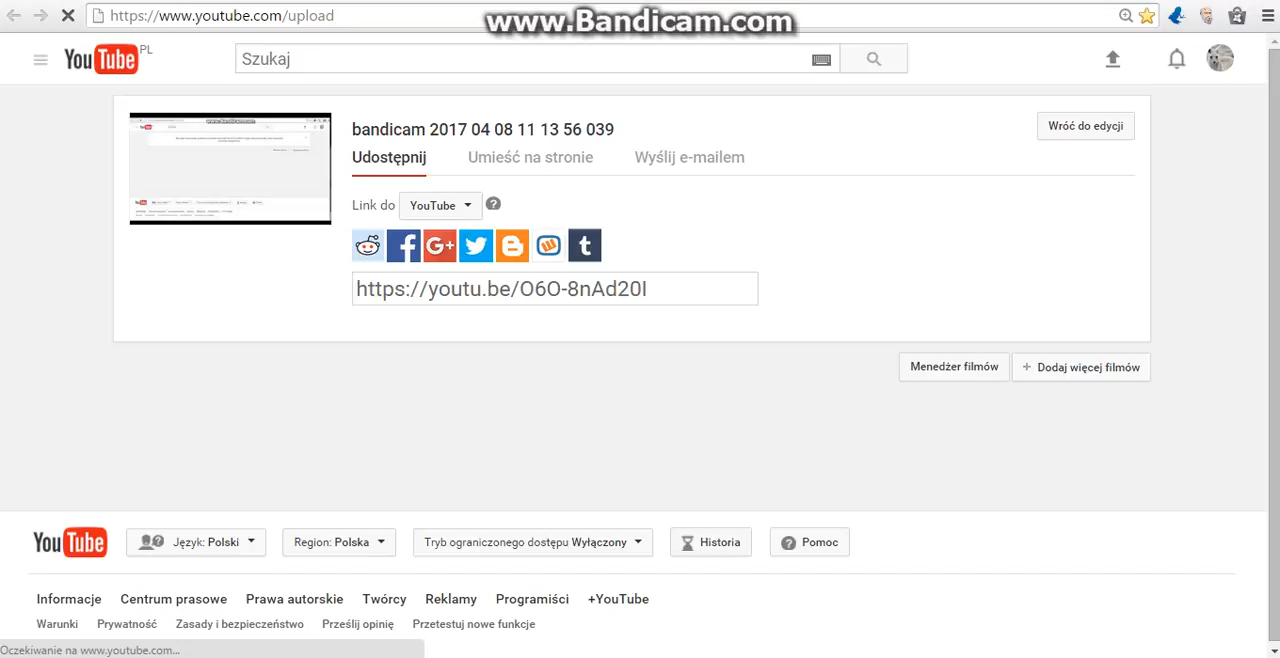 https://www.youtube.com/upload
www.Bandicam.com
YouTube PL
Szukaj
bandicam 2017 04 08 11 13 56 039
Wróć do edycji
Udostępnij Umieść na stronie Wyślij e-mailem
Link do YouTube ?
G+ t
https://youtu.be/O6O-8nAd20I
Menedżer filmów + Dodaj więcej filmów
YouTube Język: Polski Region: Polska Tryb ograniczonego dostępu Wyłączony Historia ? Pomoc
Informacje Centrum prasowe Prawa autorskie Twórcy Reklamy Programiści +YouTube
Warunki Prywatność Zasady i bezpieczeństwo Prześlij opinię Przetestuj nowe funkcje
Oczekiwanie na www.youtube.com...